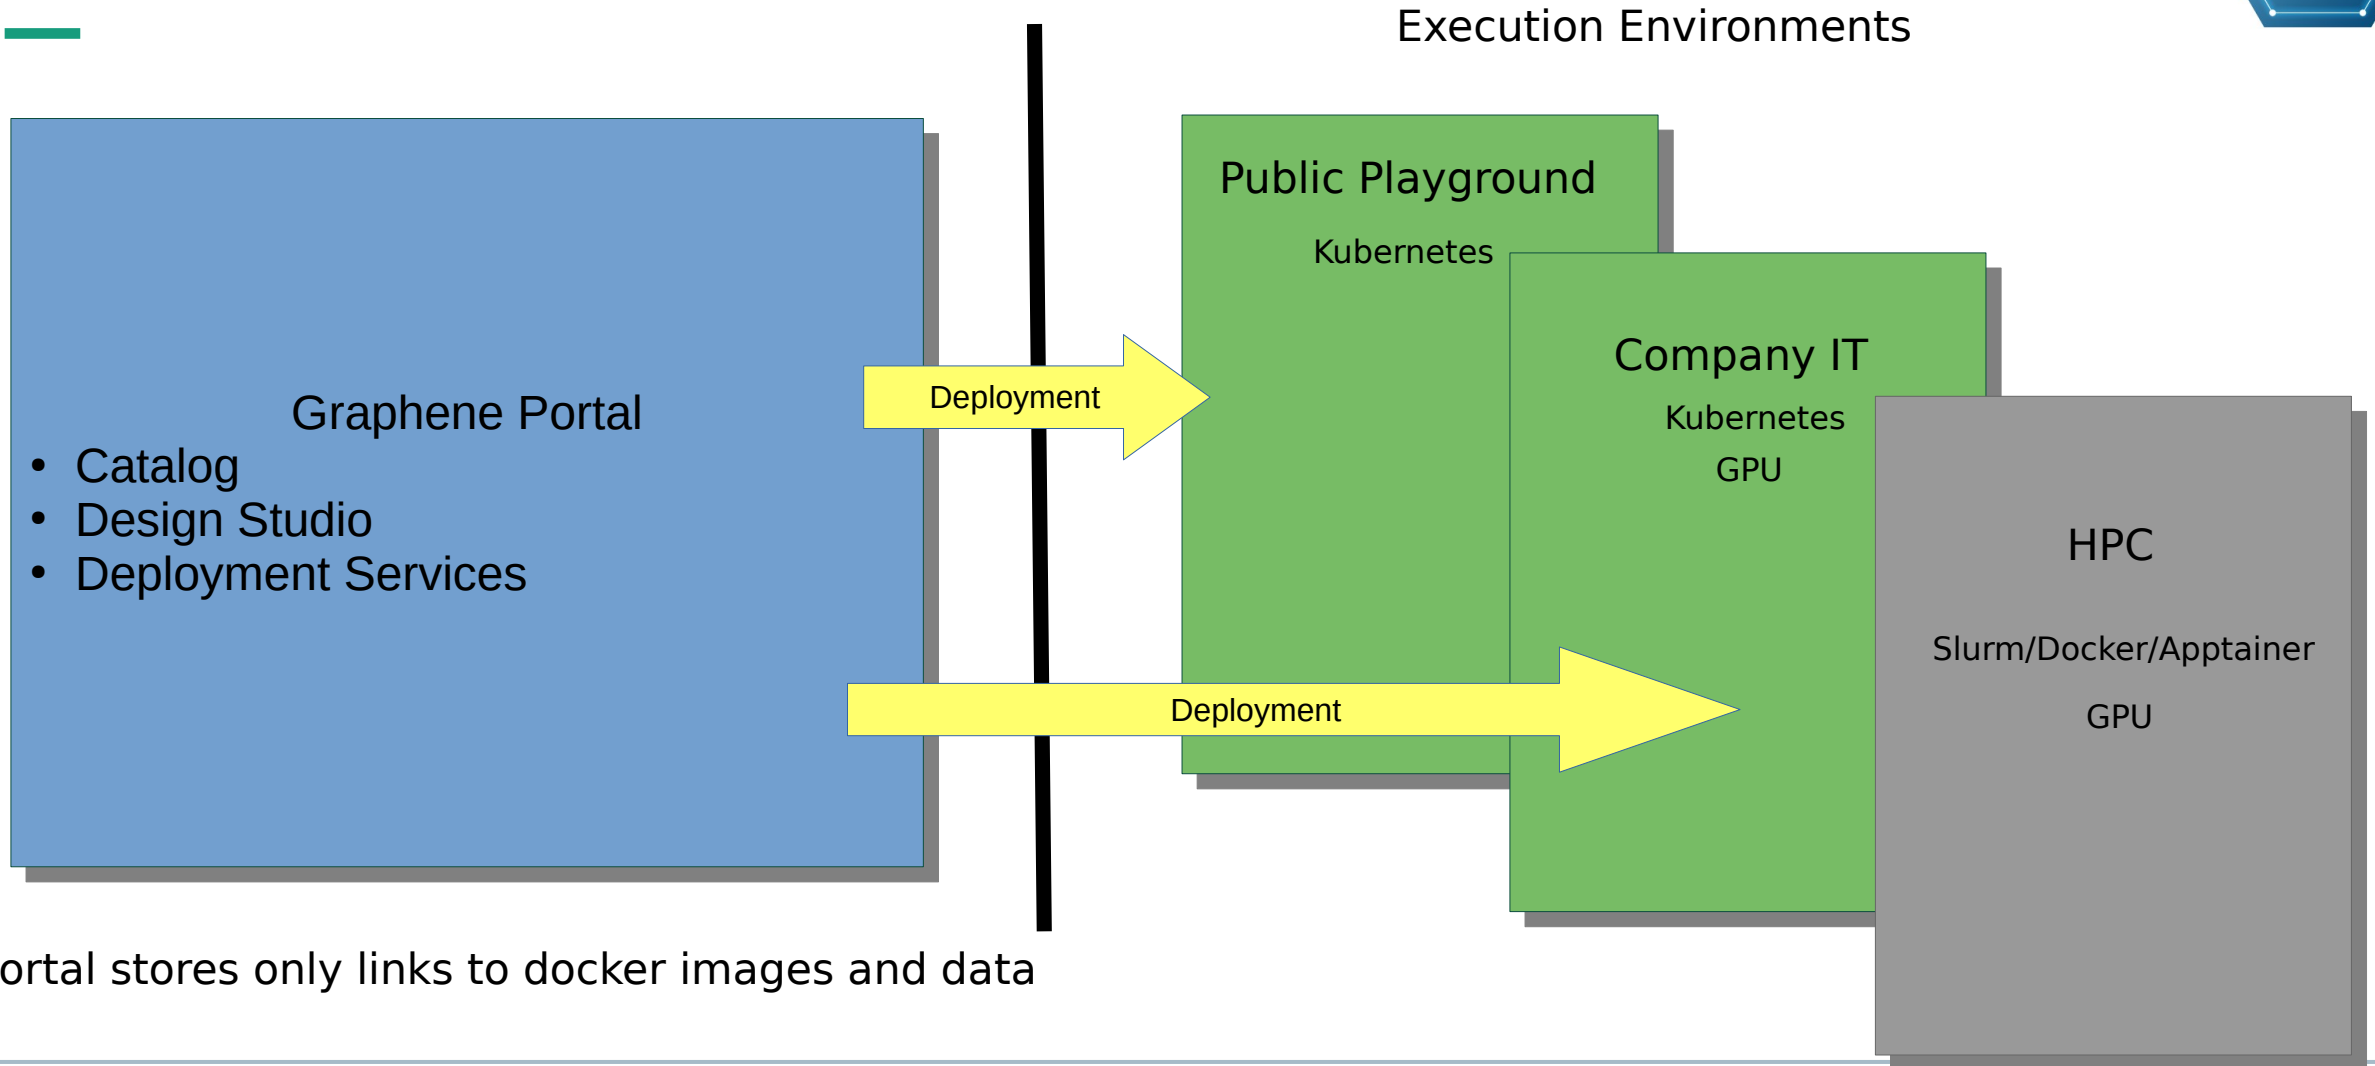 Execution Environments
Graphene Portal
• Catalog
• Design Studio
• Deployment Services
Deployment
Deployment
Public Playground
Kubernetes
Company IT
Kubernetes
GPU
HPC
Slurm/Docker/Apptainer
GPU
ortal stores only links to docker images and data